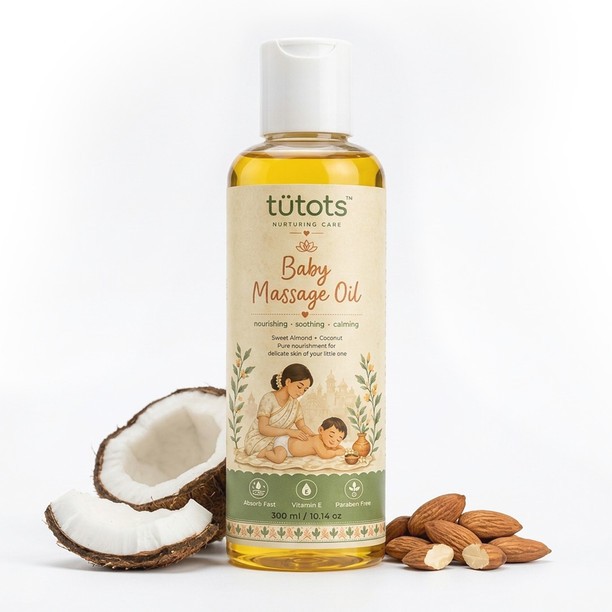 tütots™
NURTURING CARE
Baby
Massage Oil
nourishing • soothing • calming
Sweet Almond • Coconut
Pure nourishment for
delicate skin of your little one
Absorb Fast Vitamin E Paraben Free
300 ml / 10.14 oz